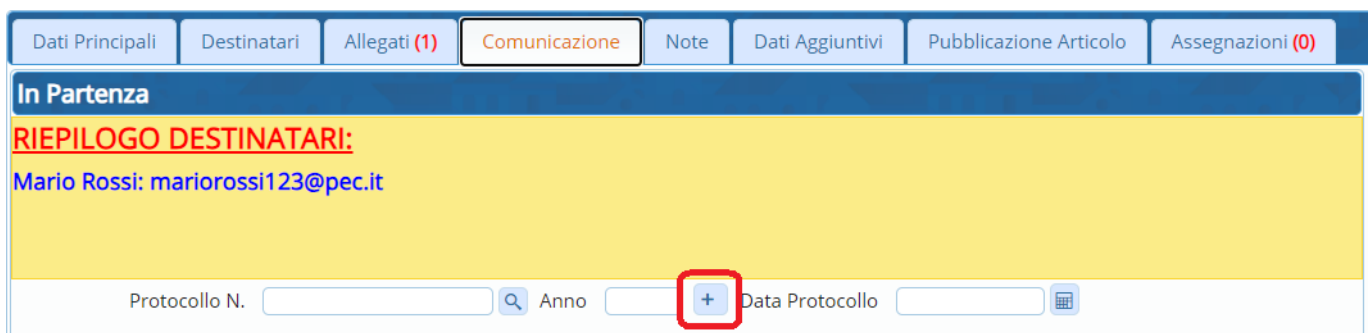 Dati Principali Destinatari Allegati (1) Comunicazione Note Dati Aggiuntivi Pubblicazione Articolo Assegnazioni (0)
In Partenza
RIEPILOGO DESTINATARI:
Mario Rossi: mariorossi123@pec.it
Protocollo N. Anno + Data Protocollo